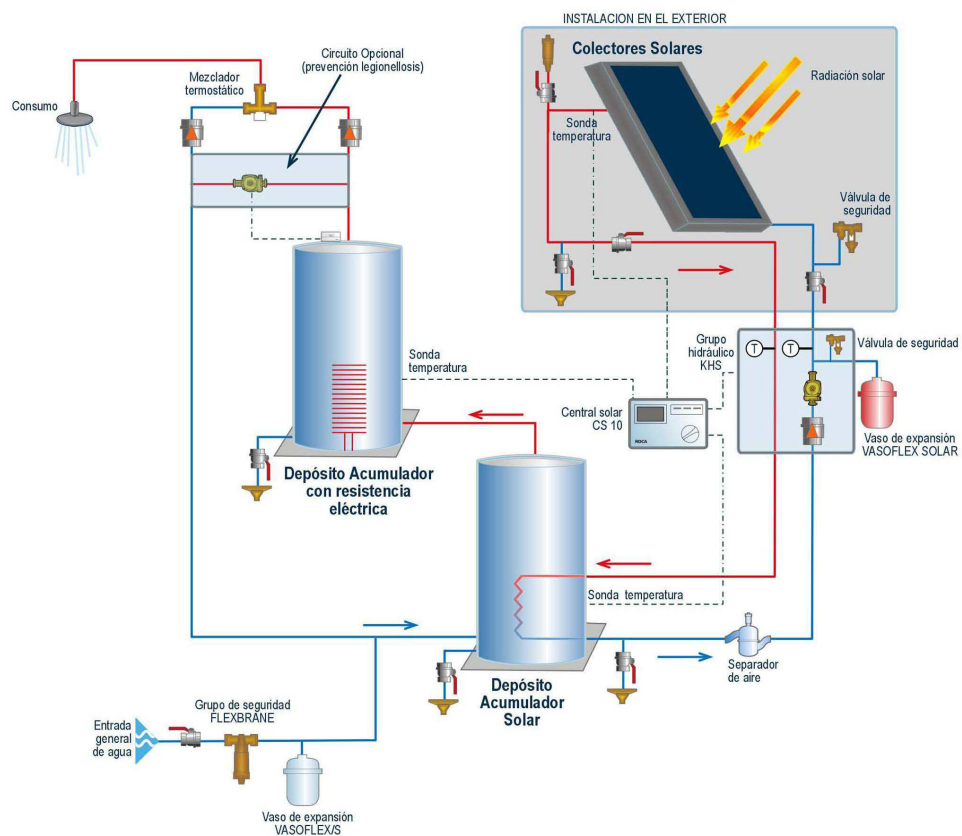 INSTALACION EN EL EXTERIOR
Colectores Solares
Radiación solar
Sonda
temperatura
Válvula de
seguridad
Circuito Opcional
(prevención legionellosis)
Mezclador
termostático
Consumo
Grupo
hidráulico
KHS
T
T
Válvula de seguridad
Vaso de expansión
VASOFLEX SOLAR
Sonda
temperatura
Central solar
CS 10
ROCA
Depósito Acumulador
con resistencia
eléctrica
Sonda temperatura
Separador
de aire
Depósito
Acumulador
Solar
Entrada
general
de agua
Grupo de seguridad
FLEXBRANE
Vaso de expansión
VASOFLEX/S